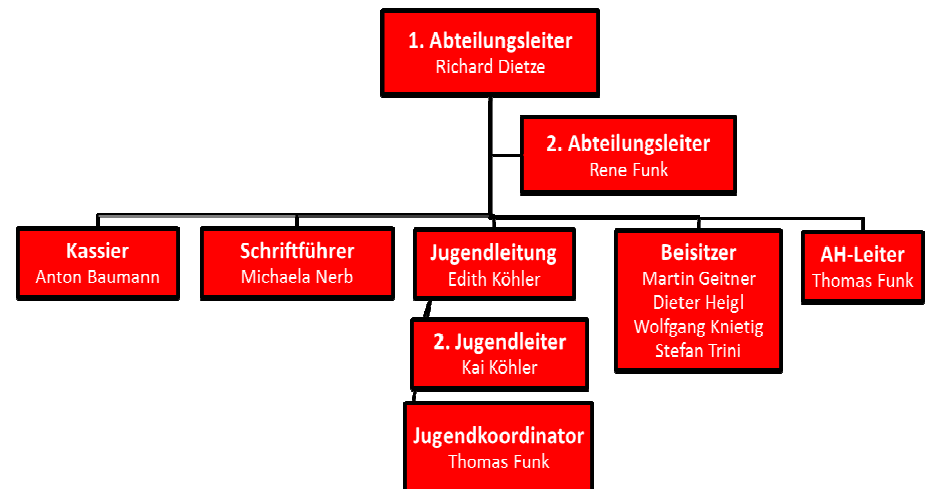 1. Abteilungsleiter
Richard Dietze
2. Abteilungsleiter
Rene Funk
Kassier
Anton Baumann
Schriftführer
Michaela Nerb
Jugendleitung
Edith Köhler
Beisitzer
Martin Geitner
Dieter Heigl
Wolfgang Knietig
Stefan Trini
AH-Leiter
Thomas Funk
2. Jugendleiter
Kai Köhler
Jugendkoordinator
Thomas Funk